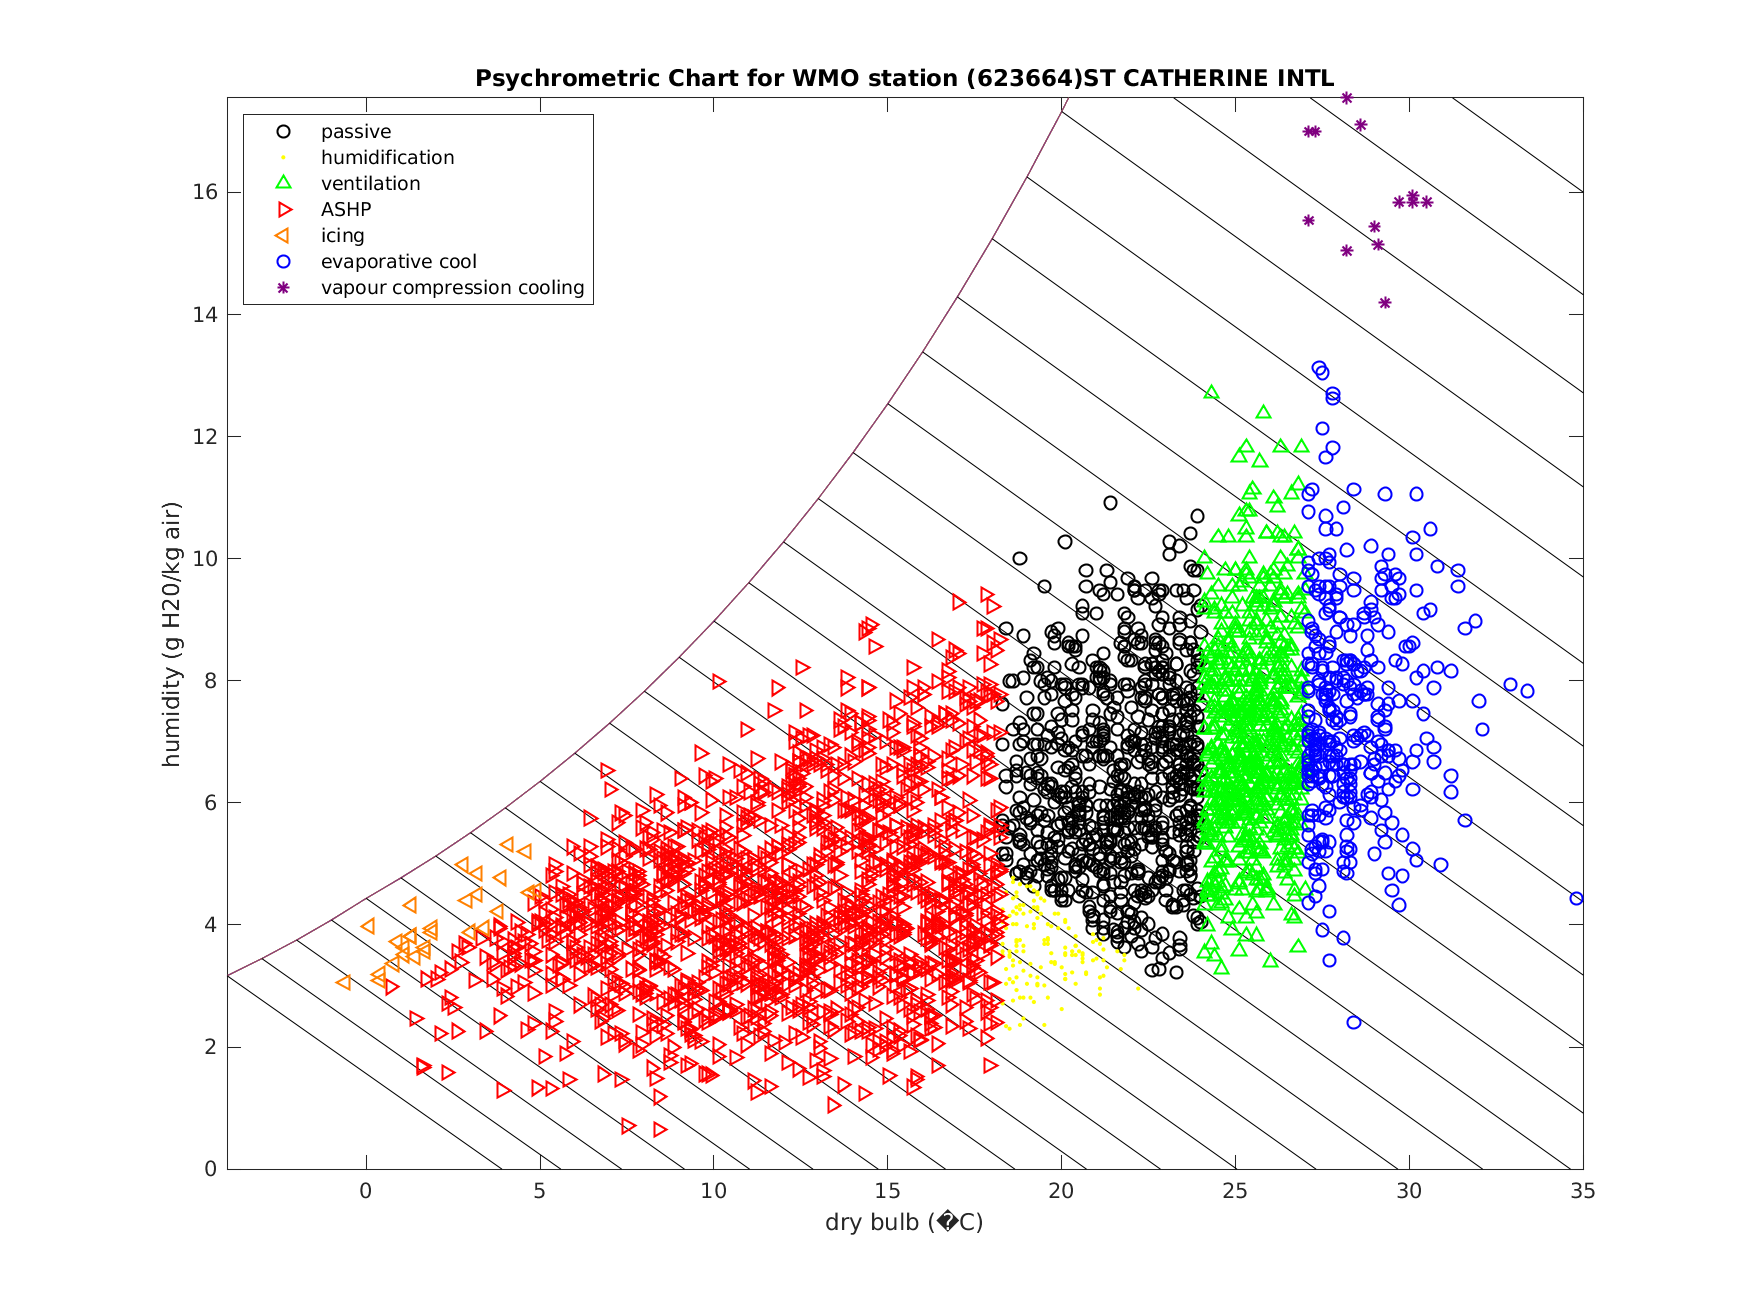 Psychrometric Chart for WMO station (623664)ST CATHERINE INTL
passive
humidification
ventilation
ASHP
icing
evaporative cool
vapour compression cooling
16
14
12
10
8
6
4
2
0
humidity (g H20/kg air)
0 5 10 15 20 25 30 35
dry bulb (�C)